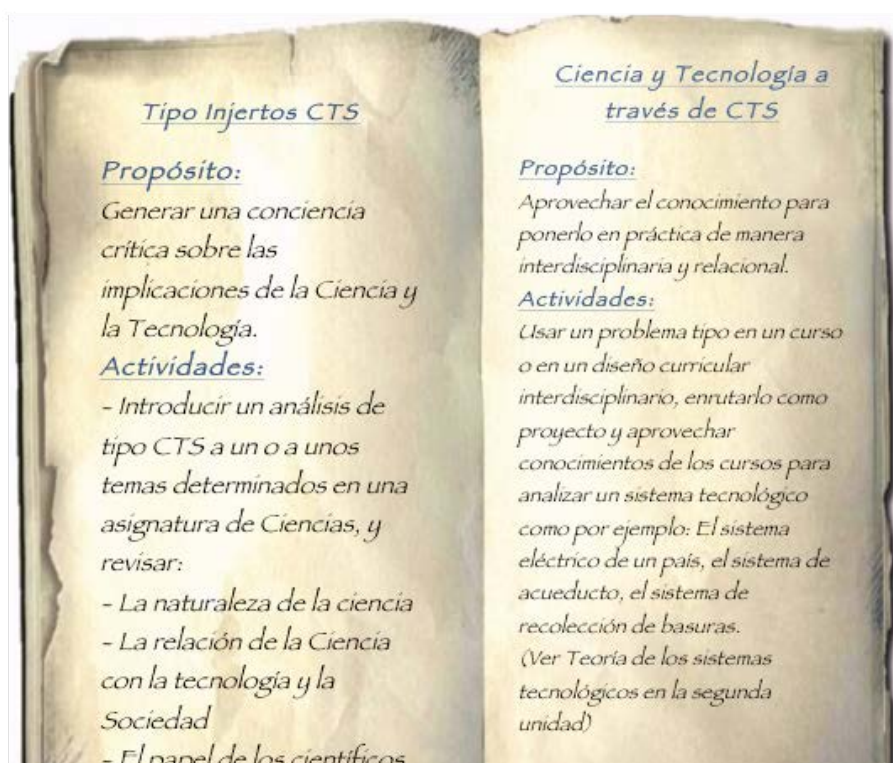 Tipo Injertos CTS
Propósito:
Generar una conciencia
crítica sobre las
implicaciones de la Ciencia y
la Tecnología.
Actividades:
- Introducir un análisis de
tipo CTS a un o a unos
temas determinados en una
asignatura de Ciencias, y
revisar:
- La naturaleza de la ciencia
- La relación de la Ciencia
con la tecnología y la
Sociedad
- El papel de los científicos
Ciencia y Tecnología a
través de CTS
Propósito:
Aprovechar el conocimiento para
ponerlo en práctica de manera
interdisciplinaria y relacional.
Actividades:
Usar un problema tipo en un curso
o en un diseño curricular
interdisciplinario, enrutarlo como
proyecto y aprovechar
conocimientos de los cursos para
analizar un sistema tecnológico
como por ejemplo: El sistema
eléctrico de un país, el sistema de
acueducto, el sistema de
recolección de basuras.
(Ver Teoría de los sistemas
tecnológicos en la segunda
unidad)